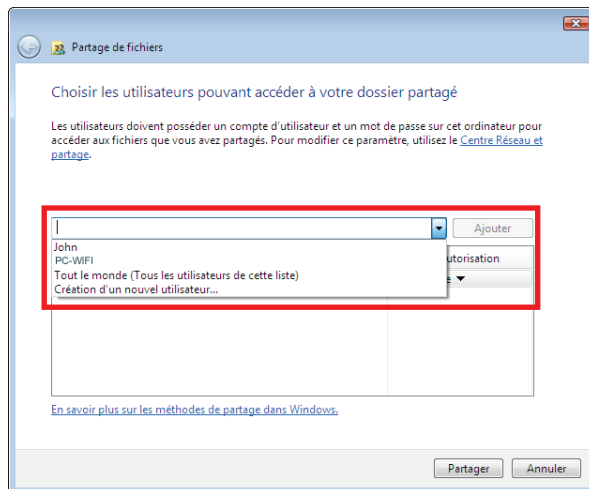 Partage de fichiers
Choisir les utilisateurs pouvant accéder à votre dossier partagé
Les utilisateurs doivent posséder un compte d'utilisateur et un mot de passe sur cet ordinateur pour
accéder aux fichiers que vous avez partagés. Pour modifier ce paramètre, utilisez le Centre Réseau et
partage.
Ajouter
John
PC-WIFI
utorisation
Tout le monde (Tous les utilisateurs de cette liste)
Création d'un nouvel utilisateur...
En savoir plus sur les méthodes de partage dans Windows.
Partager
Annuler